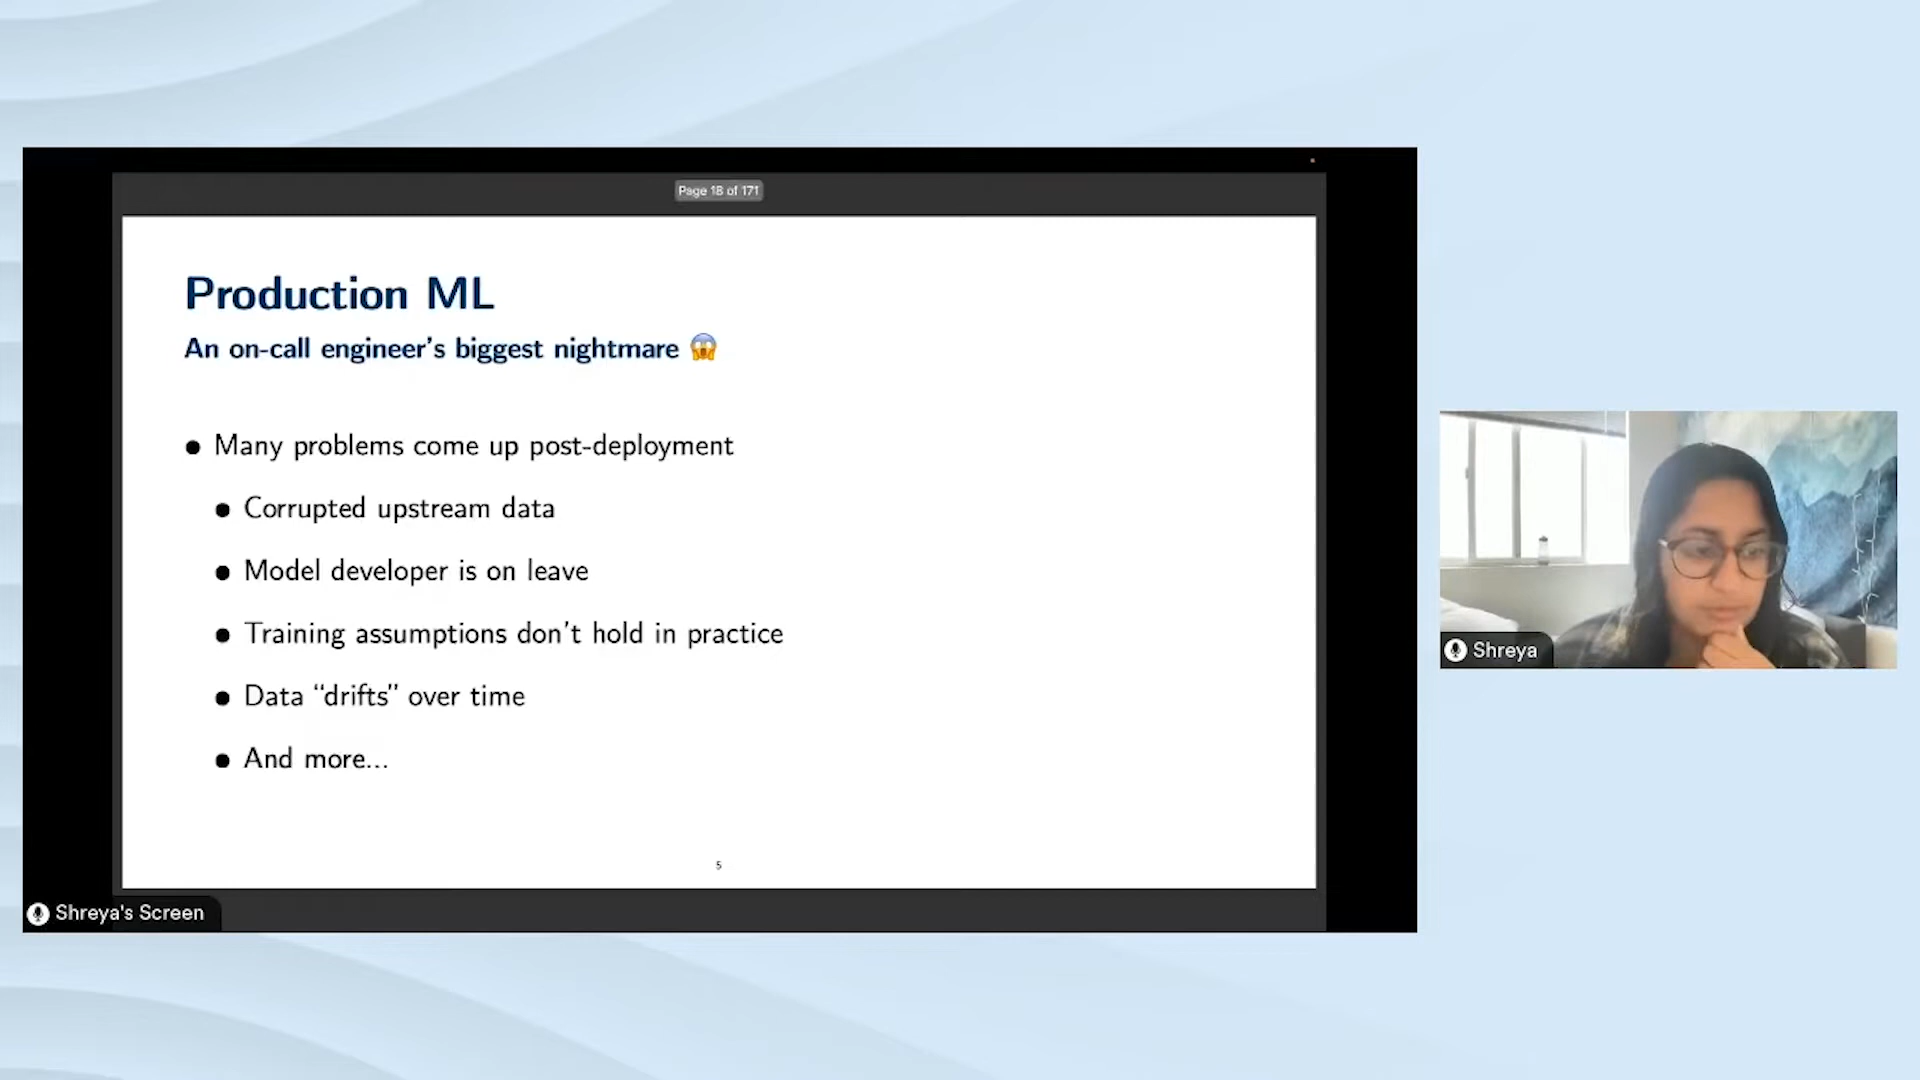 Page 18 of 171
Production ML
An on-call engineer's biggest nightmare 😱
● Many problems come up post-deployment
● Corrupted upstream data
● Model developer is on leave
● Training assumptions don't hold in practice
● Data “drifts” over time
● And more...
5
Shreya's Screen
Shreya